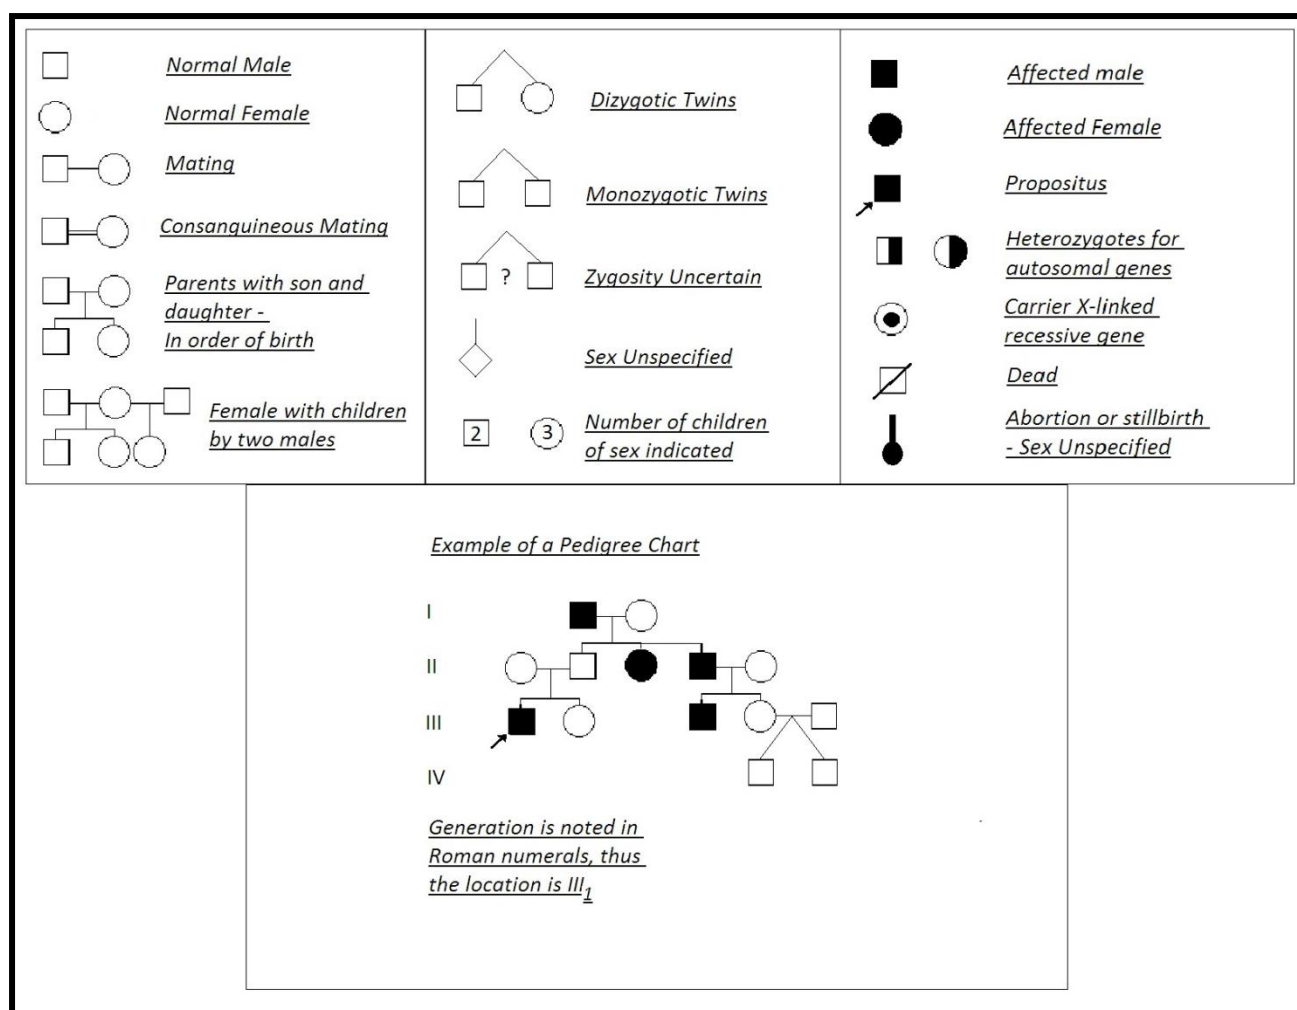 Normal Male
Normal Female
Mating
Consanguineous Mating
Parents with son and
daughter -
In order of birth
Female with children
by two males
Dizygotic Twins
Monozygotic Twins
?
Zygosity Uncertain
Sex Unspecified
2
3
Number of children
of sex indicated
Affected male
Affected Female
Propositus
Heterozygotes for
autosomal genes
Carrier X-linked
recessive gene
Dead
Abortion or stillbirth
- Sex Unspecified
Example of a Pedigree Chart
I
II
III
IV
Generation is noted in
Roman numerals, thus
the location is III1